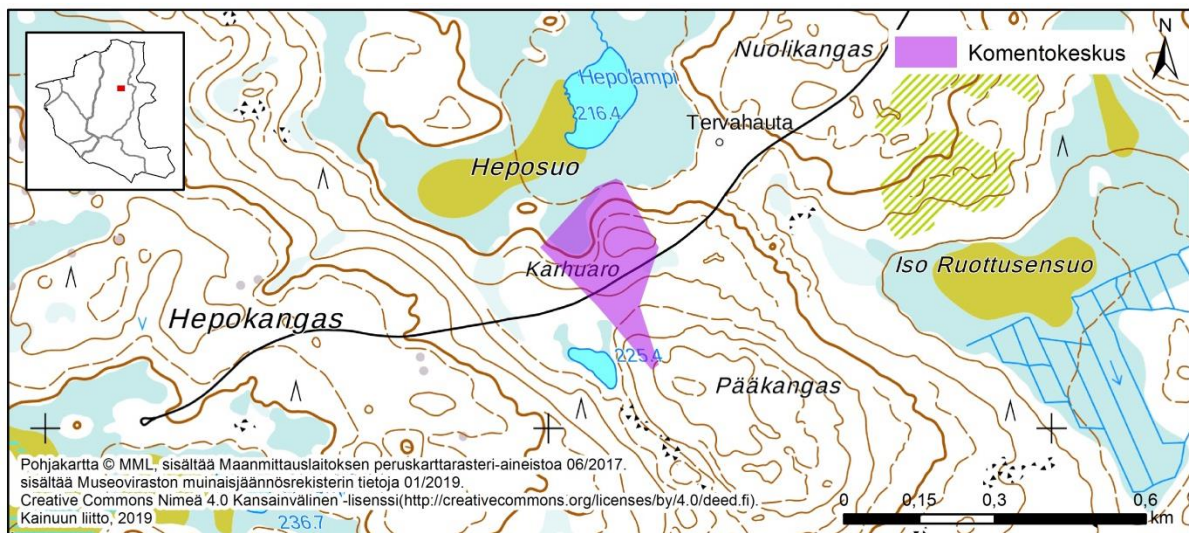 Nuolikangas
Komentokeskus
N
Hepolampi
216.4
Tervahauta
Heposuo
Karhuaro
Iso Ruottusensuo
Hepokangas
225.4
Pääkangas
Pohjakartta © MML, sisältää Maanmittauslaitoksen peruskarttarasteri-aineistoa 06/2017.
sisältää Museoviraston muinaisjäännösrekisterin tietoja 01/2019.
Creative Commons Nimeä 4.0 Kansainvälinen -lisenssi(http://creativecommons.org/licenses/by/4.0/deed.fi).
Kainuun liitto, 2019
236.7
0 0,15 0,3 0,6
km